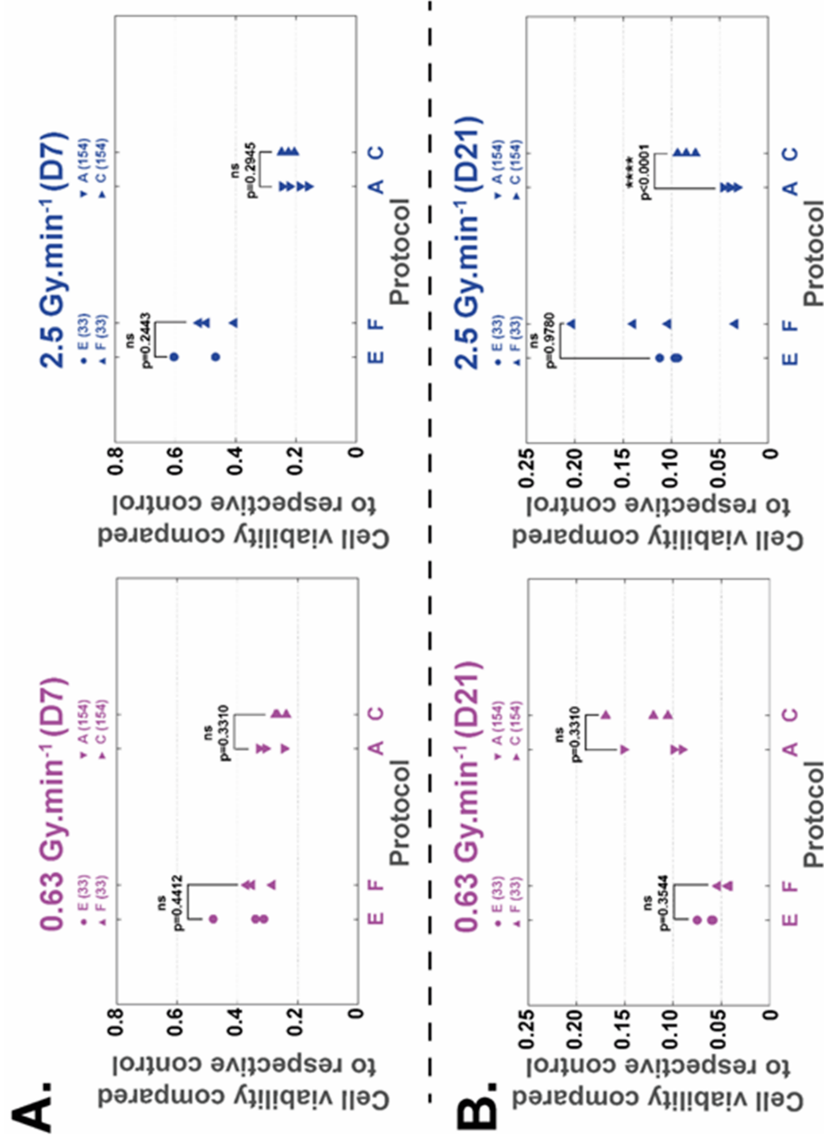 A.
0.63 Gy.min-1 (D7)
● E (33) ▼ A (154)
▲ F (33) ► C (154)
Cell viability compared
to respective control
0.8
0.6
0.4
0.2
0
ns
p=0.4412
ns
p=0.3310
E F A C
Protocol
2.5 Gy.min-1 (D7)
● E (33) ▼ A (154)
▲ F (33) ► C (154)
Cell viability compared
to respective control
0.8
0.6
0.4
0.2
0
ns
p=0.2443
ns
p=0.2945
E F A C
Protocol
B.
0.63 Gy.min-1 (D21)
● E (33) ▼ A (154)
▲ F (33) ► C (154)
Cell viability compared
to respective control
0.25
0.20
0.15
0.10
0.05
0
ns
p=0.3544
ns
p=0.3310
E F A C
Protocol
2.5 Gy.min-1 (D21)
● E (33) ▼ A (154)
▲ F (33) ► C (154)
Cell viability compared
to respective control
0.25
0.20
0.15
0.10
0.05
0
ns
p=0.9780
****
p<0.0001
E F A C
Protocol